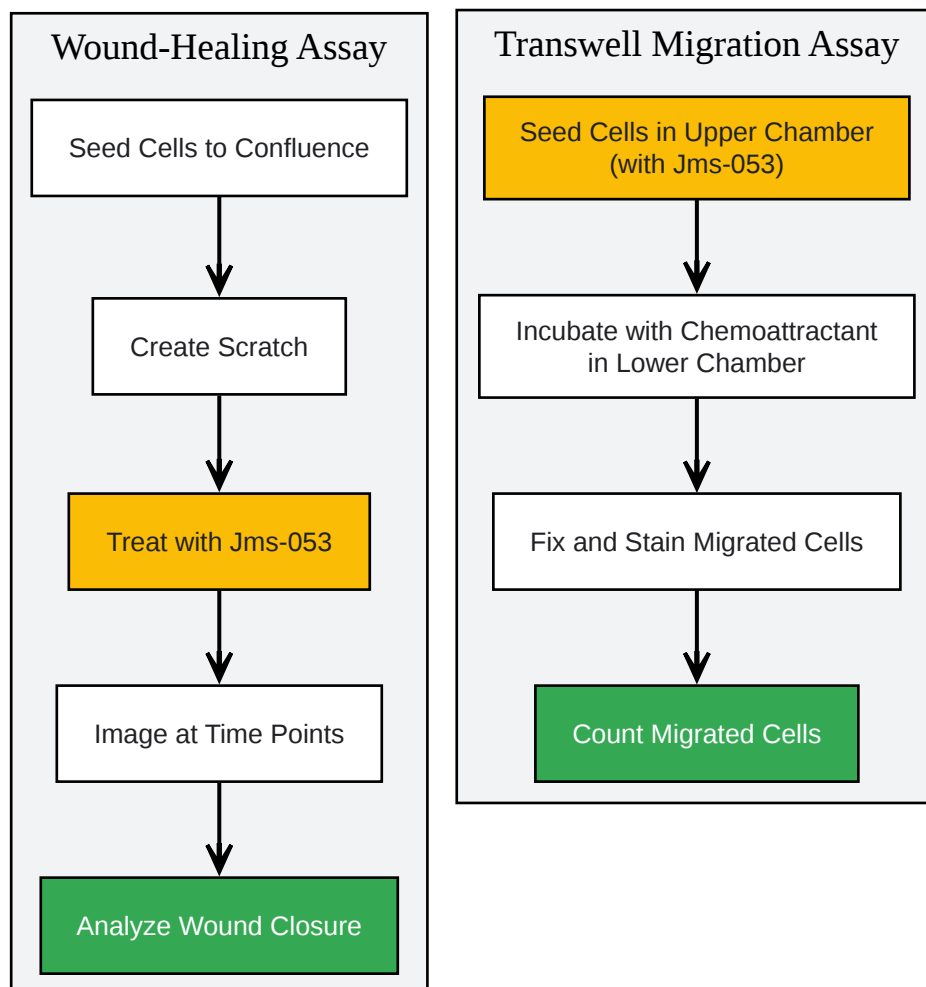 Wound-Healing Assay
Seed Cells to Confluence
Create Scratch
Treat with Jms-053
Image at Time Points
Analyze Wound Closure
Transwell Migration Assay
Seed Cells in Upper Chamber
(with Jms-053)
Incubate with Chemoattractant
in Lower Chamber
Fix and Stain Migrated Cells
Count Migrated Cells